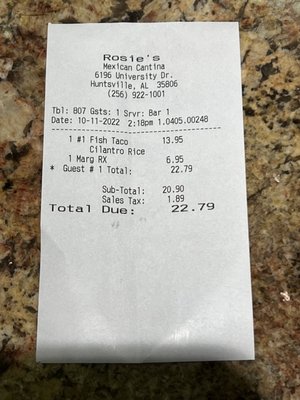 Rosie's
Mexican Cantina
6196 University Dr.
Huntsville, AL 35806
(256) 922-1001
Tbl: B07 Gsts: 1 Srvr: Bar 1
Date: 10-11-2022 2:18pm 1.0405.00248
1 #1 Fish Taco 13.95
Cilantro Rice
1 Marg RX 6.95
* Guest # 1 Total: 22.79
Sub-Total: 20.90
Sales Tax: 1.89
Total Due: 22.79